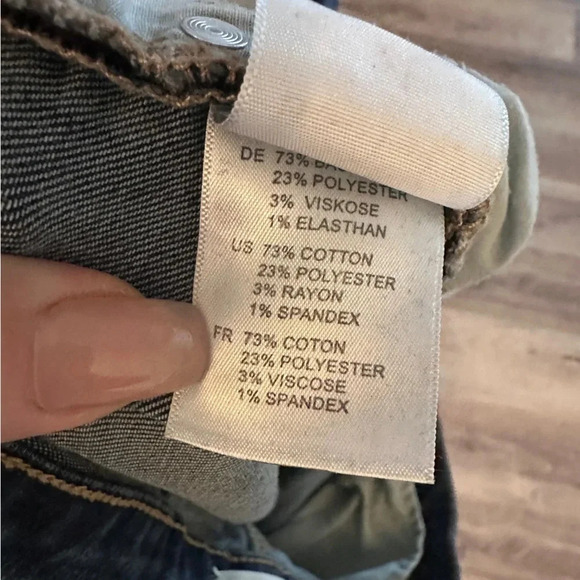 DE 73%
23% POLYESTER
3% VISKOSE
1% ELASTHAN
US 73% COTTON
23% POLYESTER
3% RAYON
1% SPANDEX
FR 73% COTON
23% POLYESTER
3% VISCOSE
1% SPANDEX